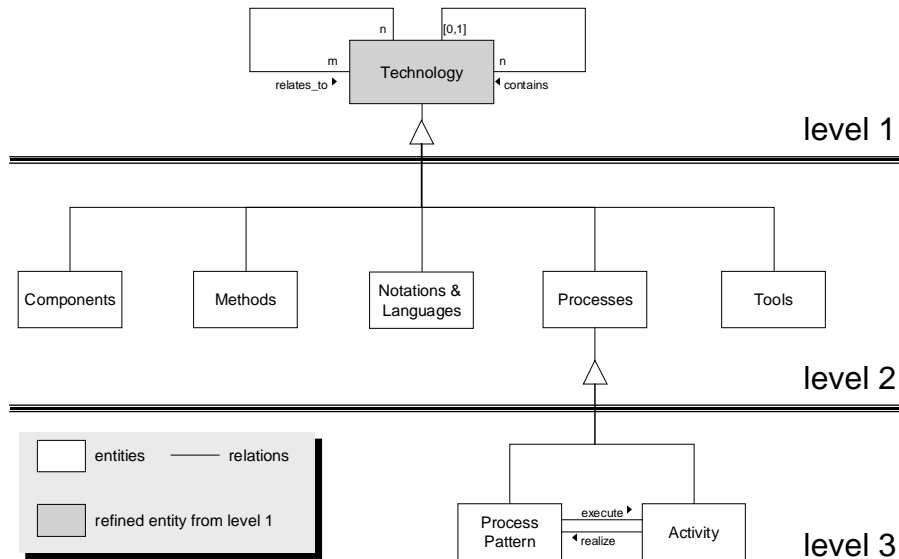 n
[0,1]
m
Technology
n
relates_to
contains
level 1
Components
Methods
Notations &
Languages
Processes
Tools
level 2
entities
relations
refined entity from level 1
Process
Pattern
execute
realize
Activity
level 3